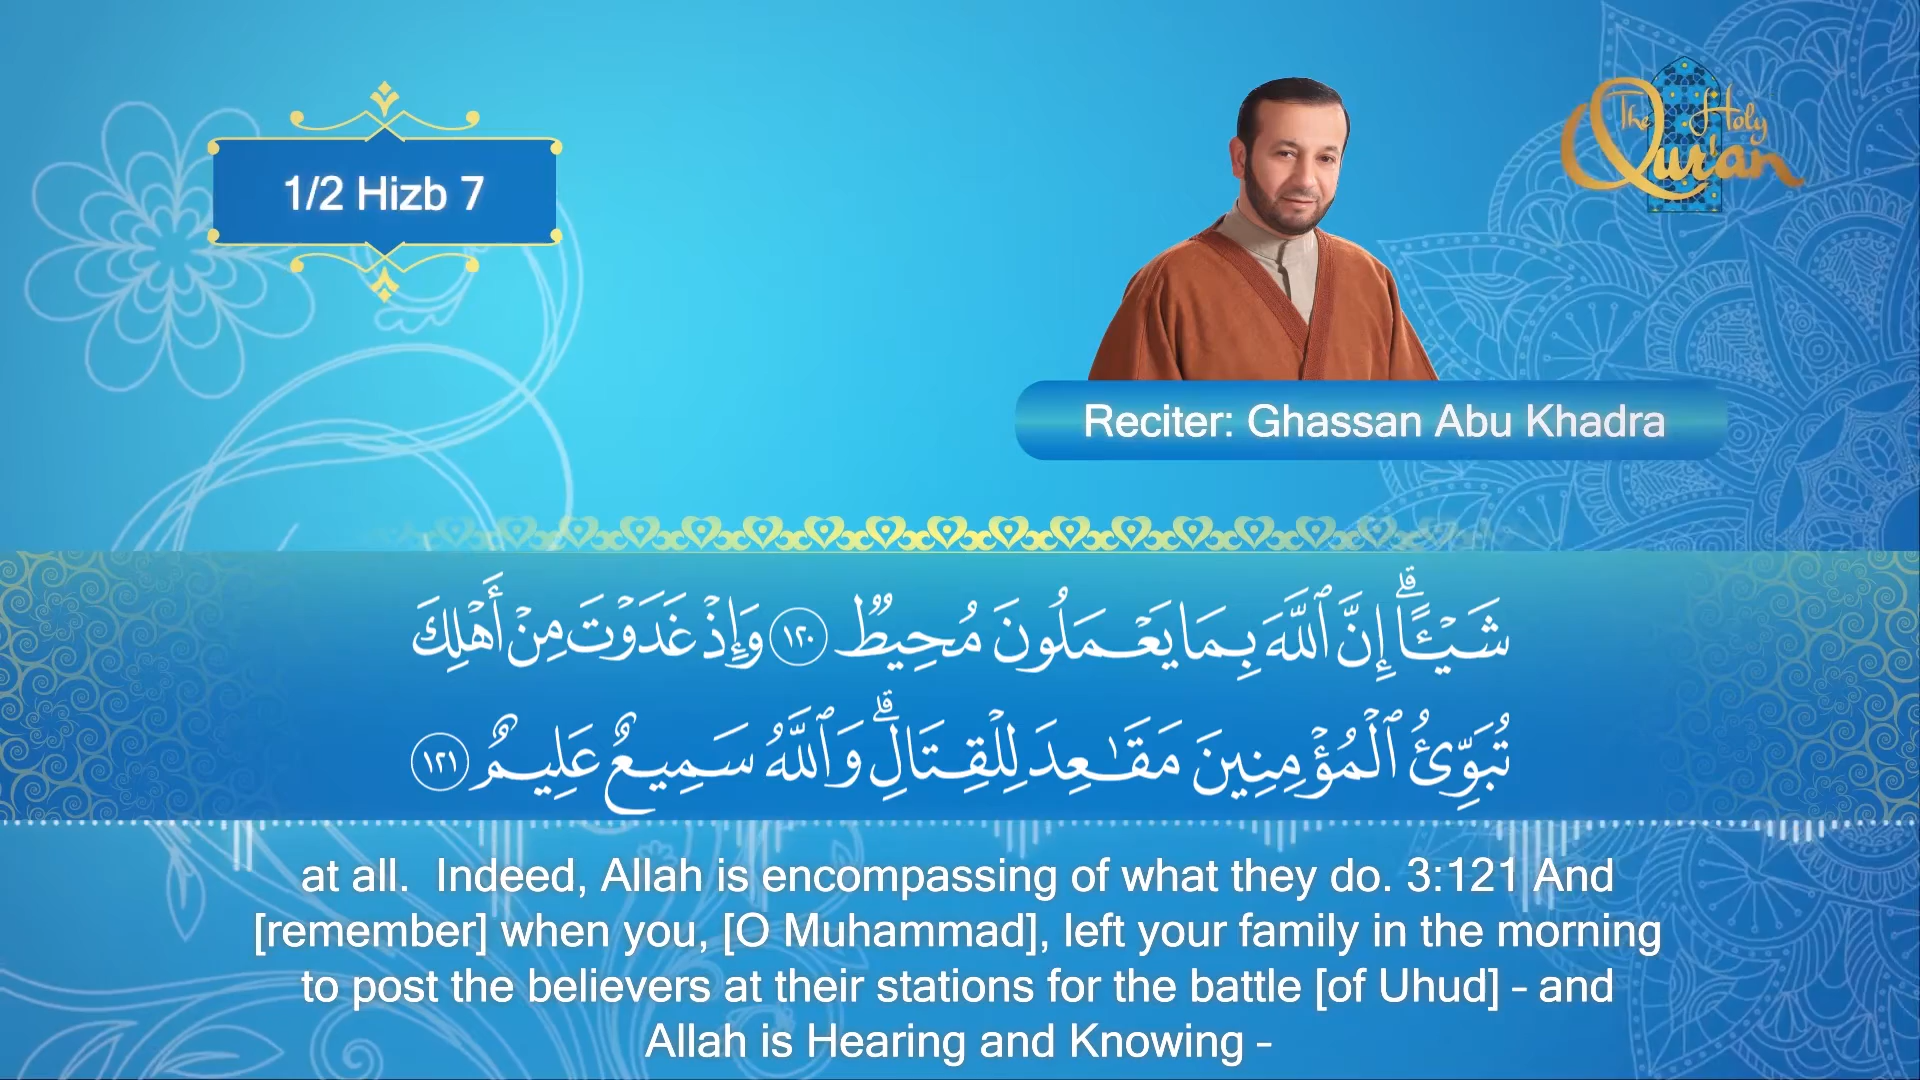 1/2 Hizb 7
The Holy
Qur'an
Reciter: Ghassan Abu Khadra
شَيْـًٔاۗ إِنَّ ٱللَّهَ بِمَا يَعْمَلُونَ مُحِيطٌ ١٢٠ وَإِذْ غَدَوْتَ مِنْ أَهْلِكَ
تُبَوِّئُ ٱلْمُؤْمِنِينَ مَقَـٰعِدَ لِلْقِتَالِۗ وَٱللَّهُ سَمِيعٌ عَلِيمٌ ١٢١
at all.  Indeed, Allah is encompassing of what they do. 3:121 And
[remember] when you, [O Muhammad], left your family in the morning
to post the believers at their stations for the battle [of Uhud] – and
Allah is Hearing and Knowing –